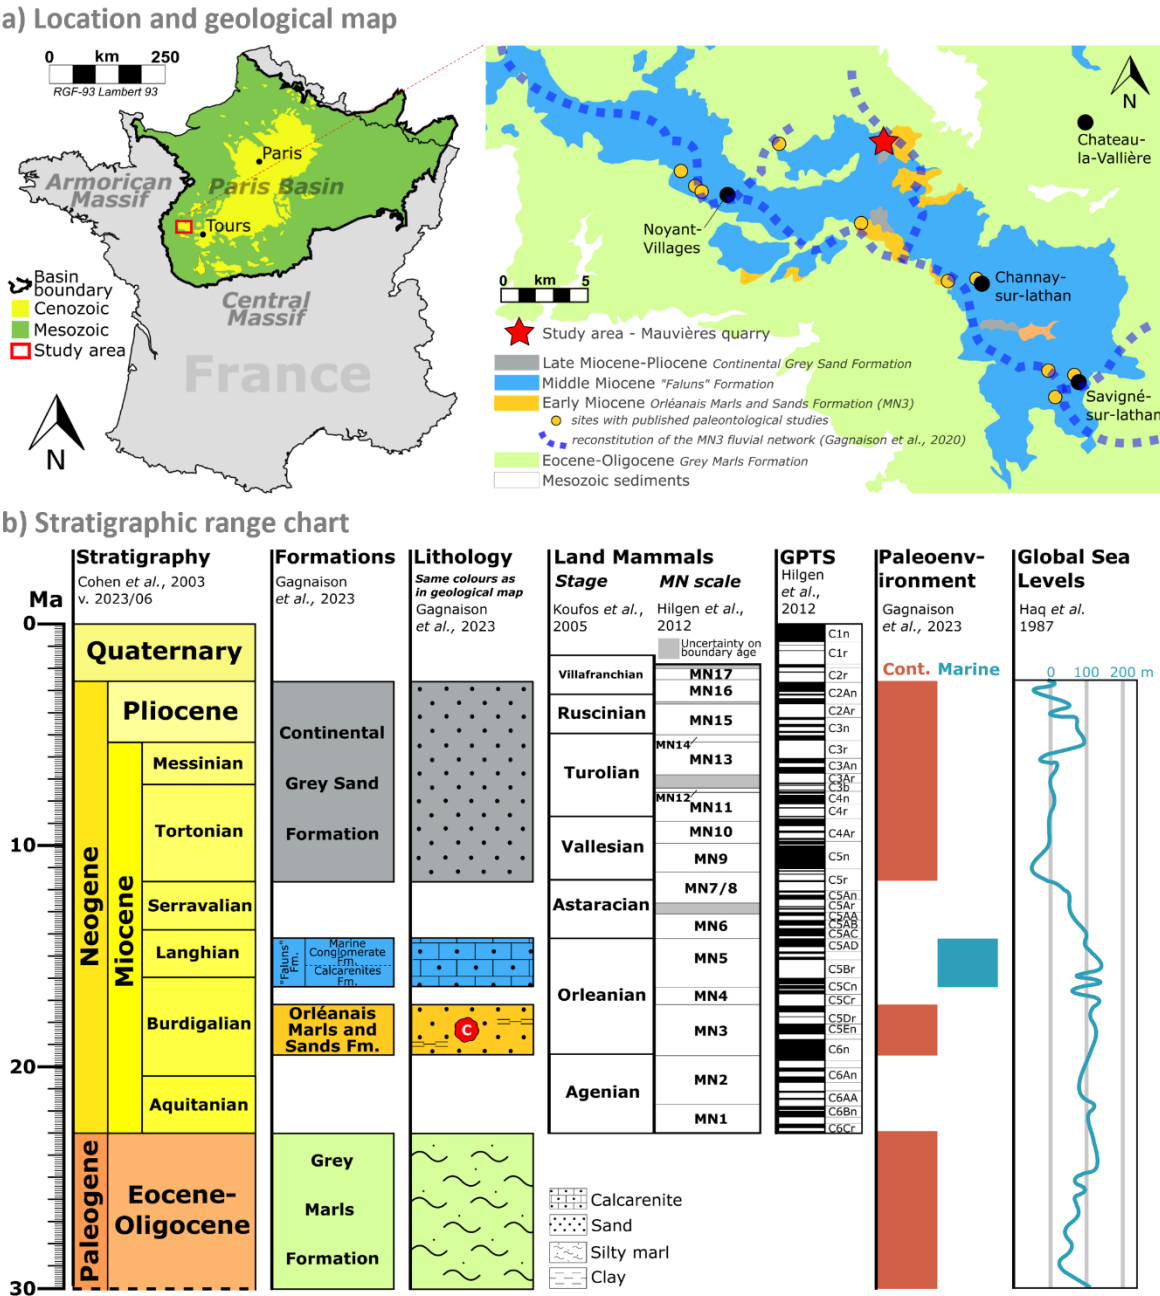 a) Location and geological map
0 km 250
RGF-93 Lambert 93
Paris
Armorican
Massif
Paris Basin
Tours
Basin
boundary
Cenozoic
Mesozoic
Study area
Central
Massif
France
N
N
Chateau-
la-Vallière
Noyant-
Villages
Channay-
sur-lathan
Savigné-
sur-lathan
0 km 5
Study area - Mauvières quarry
Late Miocene-Pliocene Continental Grey Sand Formation
Middle Miocene "Faluns" Formation
Early Miocene Orléanais Marls and Sands Formation (MN3)
sites with published paleontological studies
reconstitution of the MN3 fluvial network (Gagnaison et al., 2020)
Eocene-Oligocene Grey Marls Formation
Mesozoic sediments
b) Stratigraphic range chart
Ma
0
10
20
30
Stratigraphy
Cohen et al., 2003
v. 2023/06
Quaternary
Neogene
Paleogene
Miocene
Pliocene
Messinian
Tortonian
Serravalian
Langhian
Burdigalian
Aquitanian
Eocene-
Oligocene
Formations
Gagnaison
et al., 2023
Continental
Grey Sand
Formation
"Faluns"
Fm.
Marine
Conglomerate
Fm.
Calcarenites
Fm.
Orléanais
Marls and
Sands Fm.
Grey
Marls
Formation
Lithology
Same colours as
in geological map
Gagnaison
et al., 2023
C
Land Mammals
Stage
Koufos et al.,
2005
Villafranchian
Ruscinian
Turolian
Vallesian
Astaracian
Orleanian
Agenian
MN scale
Hilgen et al.,
2012
Uncertainty on
boundary age
MN17
MN16
MN15
MN14
MN13
MN12
MN11
MN10
MN9
MN7/8
MN6
MN5
MN4
MN3
MN2
MN1
Calcarenite
Sand
Silty marl
Clay
GPTS
Hilgen
et al.,
2012
C1n
C1r
C2r
C2An
C2Ar
C3n
C3r
C3An
C3Ar
C3b
C4n
C4r
C4Ar
C5n
C5r
C5An
C5Ar
C5AA
C5AB
C5AC
C5AD
C5Br
C5Cn
C5Cr
C5Dr
C5En
C6n
C6An
C6AA
C6Bn
C6Cr
Paleoenv-
ironment
Gagnaison
et al., 2023
Cont. Marine
Global Sea
Levels
Haq et al.
1987
0 100 200 m